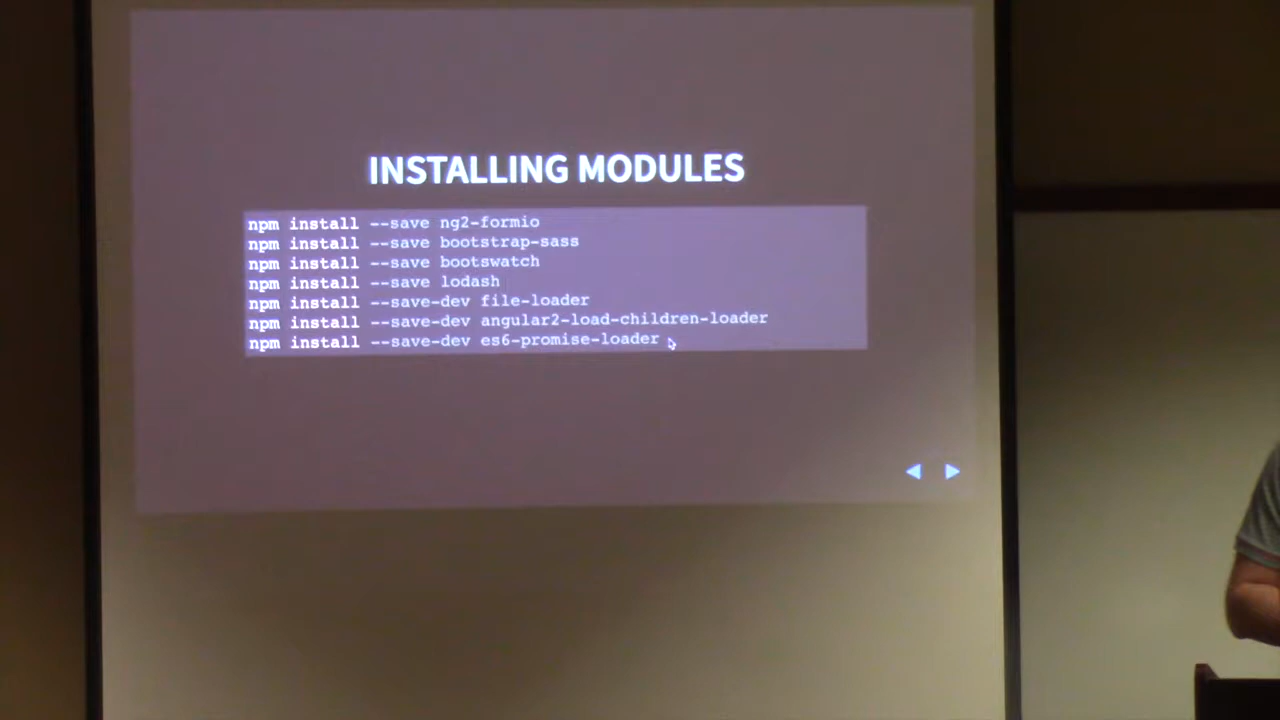 INSTALLING MODULES
npm install --save ng2-formio
npm install --save bootstrap-sass
npm install --save bootswatch
npm install --save lodash
npm install --save-dev file-loader
npm install --save-dev angular2-load-children-loader
npm install --save-dev es6-promise-loader